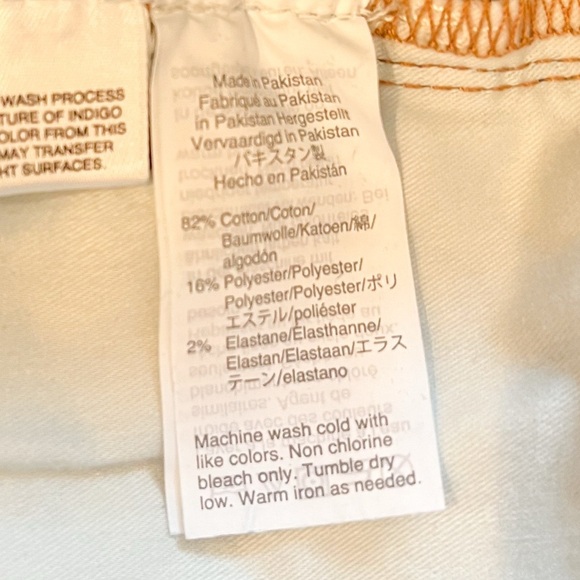 WASH PROCESS
TURE OF INDIGO
OLOR FROM THIS
MAY TRANSFER
HT SURFACES.
Made in Pakistan
Fabriqué au Pakistan
in Pakistan Hergestellt
Vervaardigd in Pakistan
パキスタン製
Hecho en Pakistán
82% Cotton/Coton/
Baumwolle/Katoen/綿/
algodón
16% Polyester/Polyester/
Polyester/Polyester/ポリ
エステル/poliéster
2% Elastane/Élasthanne/
Elastan/Elastaan/エラス
テーン/elastano
Machine wash cold with
like colors. Non chlorine
bleach only. Tumble dry
low. Warm iron as needed.